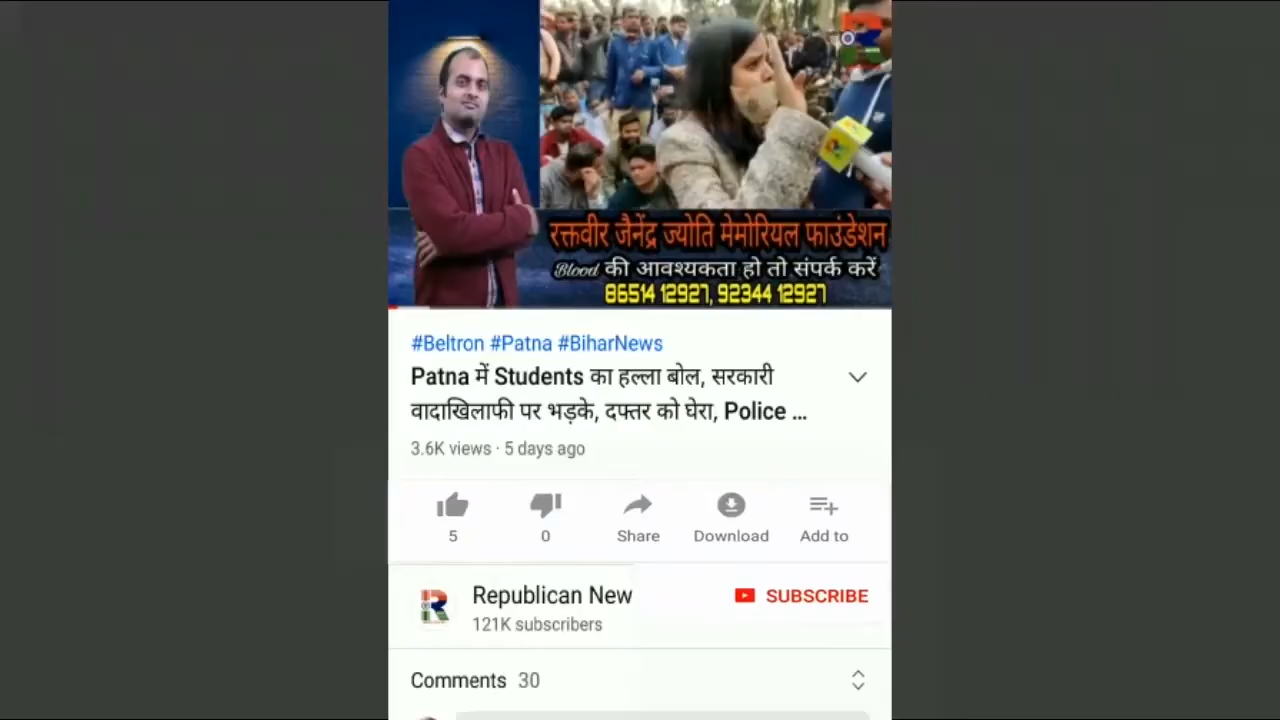 रक्तवीर जैनेंद्र ज्योति मेमोरियल फाउंडेशन
Blood की आवश्यकता हो तो संपर्क करें
86514 12927, 92344 12927
#Beltron #Patna #BiharNews
Patna में Students का हल्ला बोल, सरकारी
वादाखिलाफी पर भड़के, दफ्तर को घेरा, Police ...
3.6K views · 5 days ago
5
0
Share
Download
Add to
Republican New
121K subscribers
SUBSCRIBE
Comments 30